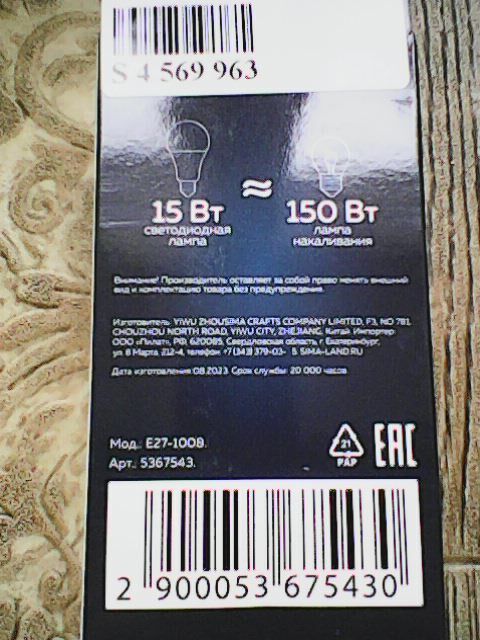 S 4 569 963
≈
15 Вт 150 Вт
светодиодная лампа
лампа накаливания
Внимание! Производитель оставляет за собой право менять внешний
вид и комплектацию товара без предупреждения.
Изготовитель: YIWU ZHOUSIMA CRAFTS COMPANY LIMITED, F3, NO 781,
CHOUZHOU NORTH ROAD, YIWU CITY, ZHEJIANG, Китай. Импортер:
ООО «Пилат», РФ, 620085, Свердловская область, г. Екатеринбург,
ул. 8 Марта, 212-4, телефон: +7 (343) 379-03- SIMA-LAND.RU
Дата изготовления: 08.2023. Срок службы: 20 000 часов.
Мод.: E27-1008.
Арт.: 5367543.
21
PAP
EAC
2 900053 675430